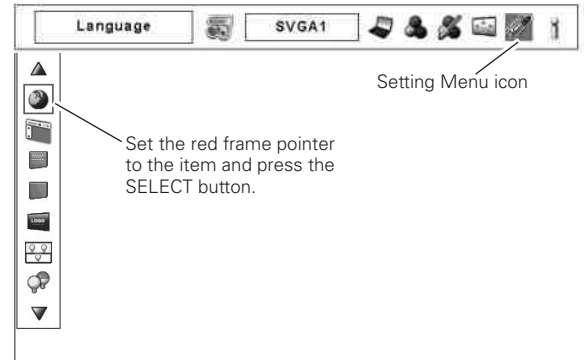 Language
SVGA1
Setting Menu icon
Set the red frame pointer
to the item and press the
SELECT button.
LOGO